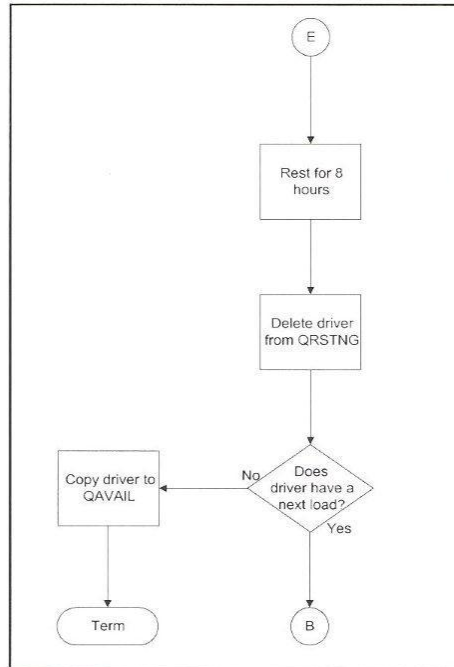 E
Rest for 8
hours
Delete driver
from QRSTNG
Does
driver have a
next load?
No
Yes
Copy driver to
QAVAIL
Term
B